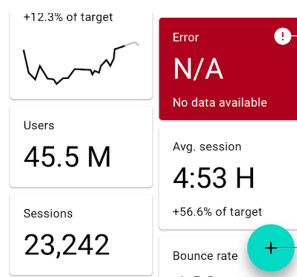 +12.3% of target
Users
45.5 M
Sessions
23,242
Error
N/A
No data available
Avg. session
4:53 H
+56.6% of target
Bounce rate